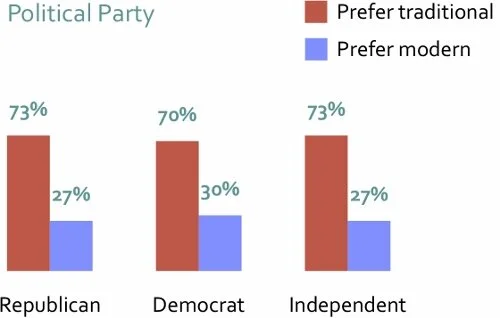 Political Party
Prefer traditional
Prefer modern
73%
27%
70%
30%
73%
27%
Republican
Democrat
Independent